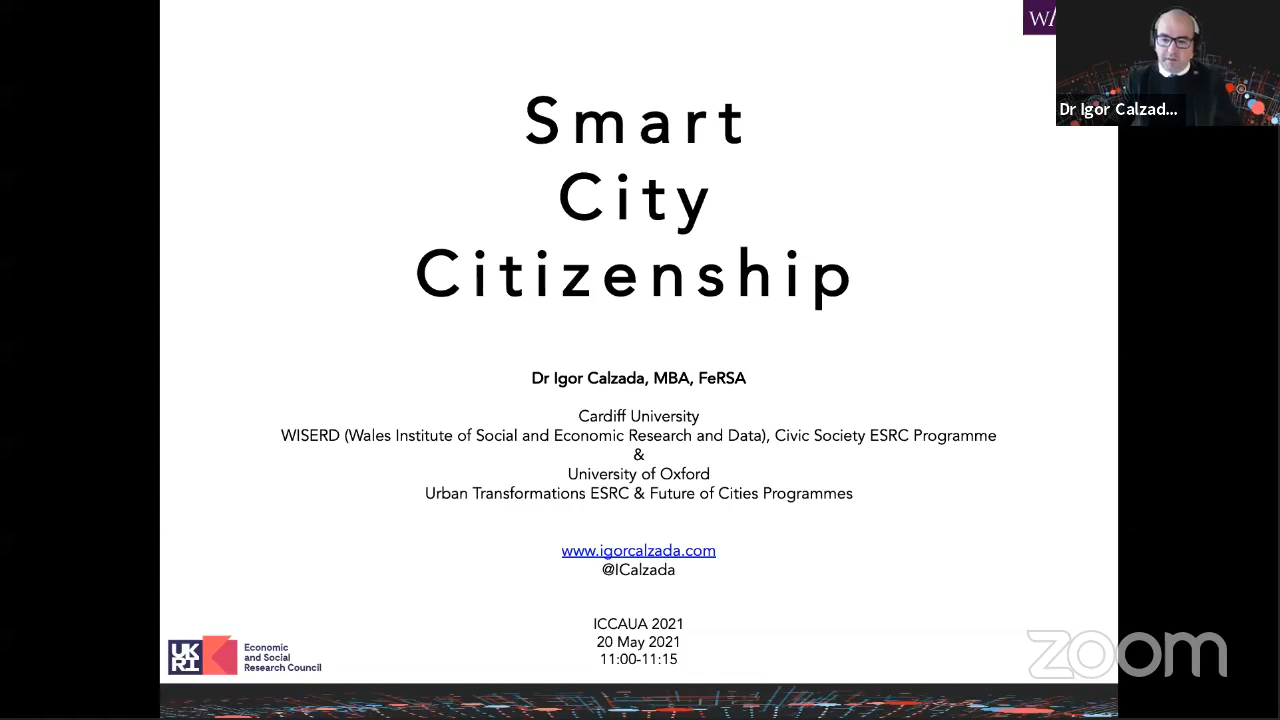 Smart
City
Citizenship
Dr Igor Calzada, MBA, FeRSA
Cardiff University
WISERD (Wales Institute of Social and Economic Research and Data), Civic Society ESRC Programme
&
University of Oxford
Urban Transformations ESRC & Future of Cities Programmes
www.igorcalzada.com
@ICalzada
ICCAUA 2021
20 May 2021
11:00-11:15
UKRI
Economic
and Social
Research Council
Dr Igor Calzad...
zoom